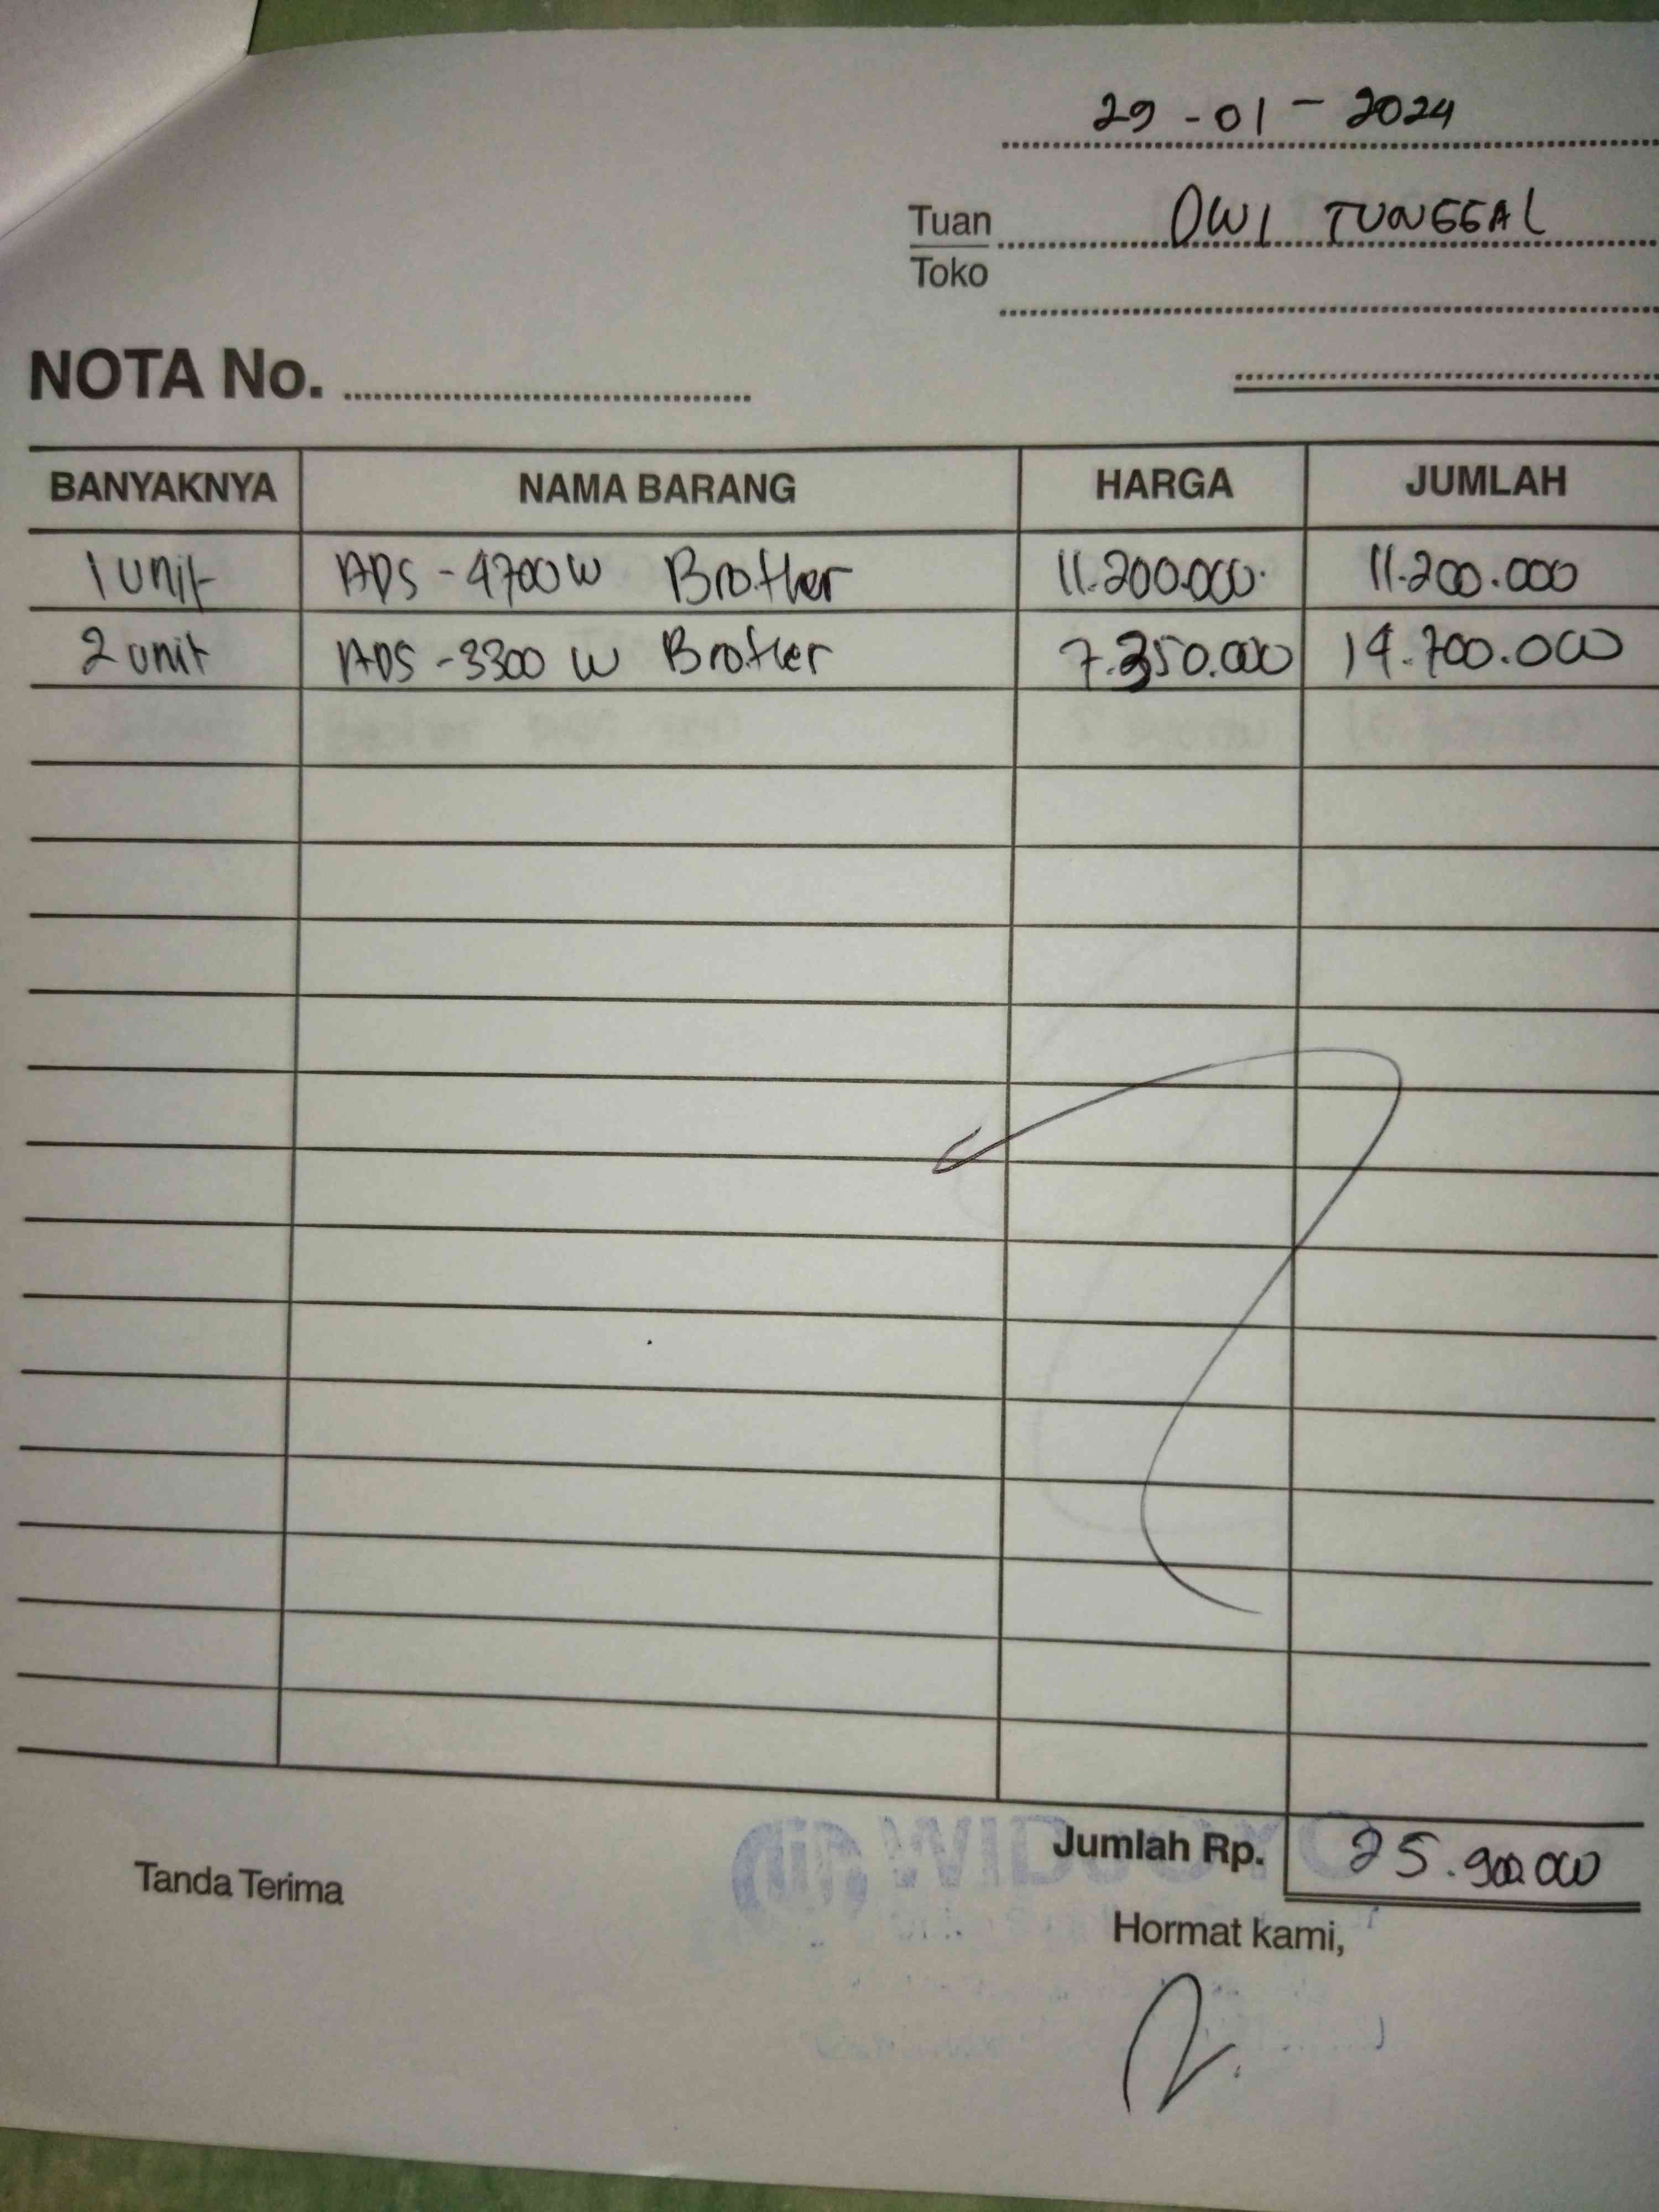 29-01-2024
Tuan DWI TUNGGAL
Toko
NOTA No.
BANYAKNYA NAMA BARANG HARGA JUMLAH
1 unit ADS-4700W Brother 11.200.000 11.200.000
2 unit ADS-3300W Brother 7.350.000 14.700.000
Jumlah Rp. 25.900.000
Tanda Terima
Hormat kami,